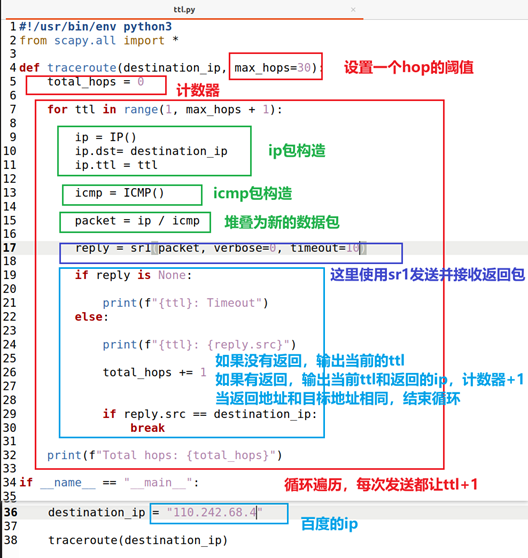 ttl.py
1 #!/usr/bin/env python3
2 from scapy.all import *
3
4 def traceroute(destination_ip, max_hops=30):
设置一个hop的阈值
5 total_hops = 0
计数器
6
7 for ttl in range(1, max_hops + 1):
8
9 ip = IP()
10 ip.dst= destination_ip
ip包构造
11 ip.ttl = ttl
12
13 icmp = ICMP()
icmp包构造
14
15 packet = ip / icmp
堆叠为新的数据包
16
17 reply = sr1(packet, verbose=0, timeout=10)
18
这里使用sr1发送并接收返回包
19 if reply is None:
20
21 print(f"{ttl}: Timeout")
22 else:
23
24 print(f"{ttl}: {reply.src}")
25
如果没有返回，输出当前的ttl
26 total_hops += 1
如果有返回，输出当前ttl和返回的ip，计数器+1
27
当返回地址和目标地址相同，结束循环
28
29 if reply.src == destination_ip:
30 break
31
32 print(f"Total hops: {total_hops}")
33
34 if __name__ == "__main__":
循环遍历，每次发送都让ttl+1
35
36 destination_ip = "110.242.68.4"
37
百度的ip
38 traceroute(destination_ip)